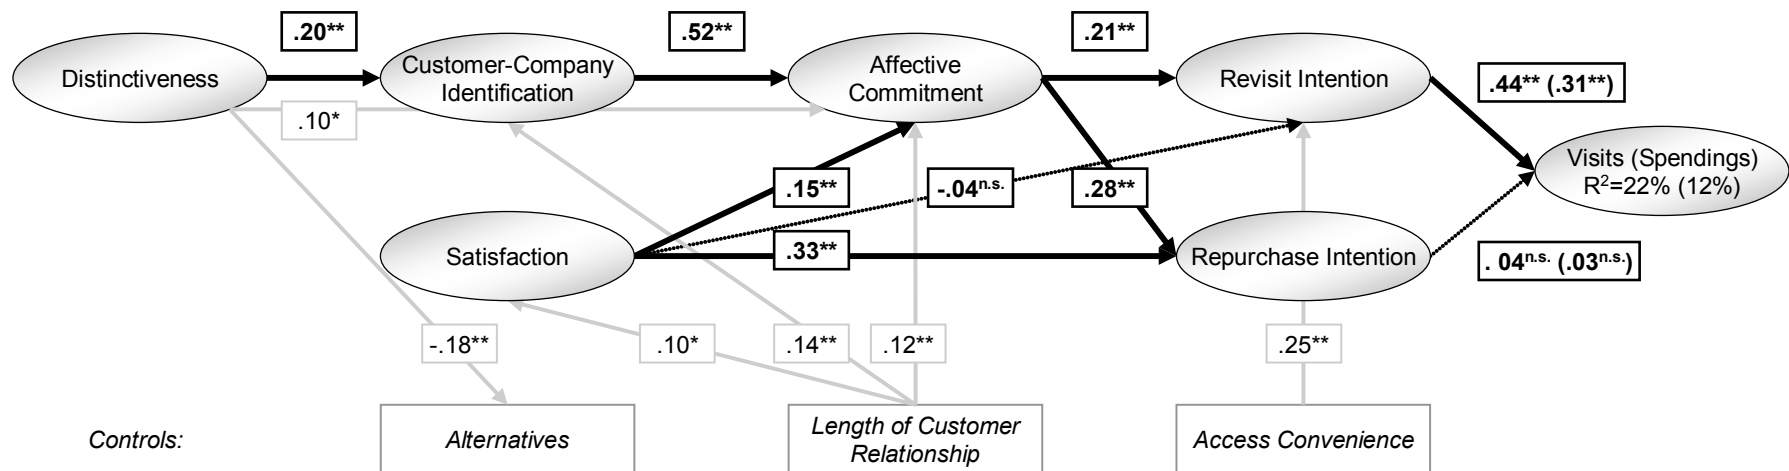 .20**
.52**
.21**
Distinctiveness
Customer-Company
Identification
Affective
Commitment
Revisit Intention
.44** (.31**)
.10*
Visits (Spendings)
R²=22% (12%)
.15**
-.04n.s.
.28**
Satisfaction
.33**
Repurchase Intention
. 04n.s. (.03n.s.)
-.18**
.10*
.14**
.12**
.25**
Controls:
Alternatives
Length of Customer
Relationship
Access Convenience